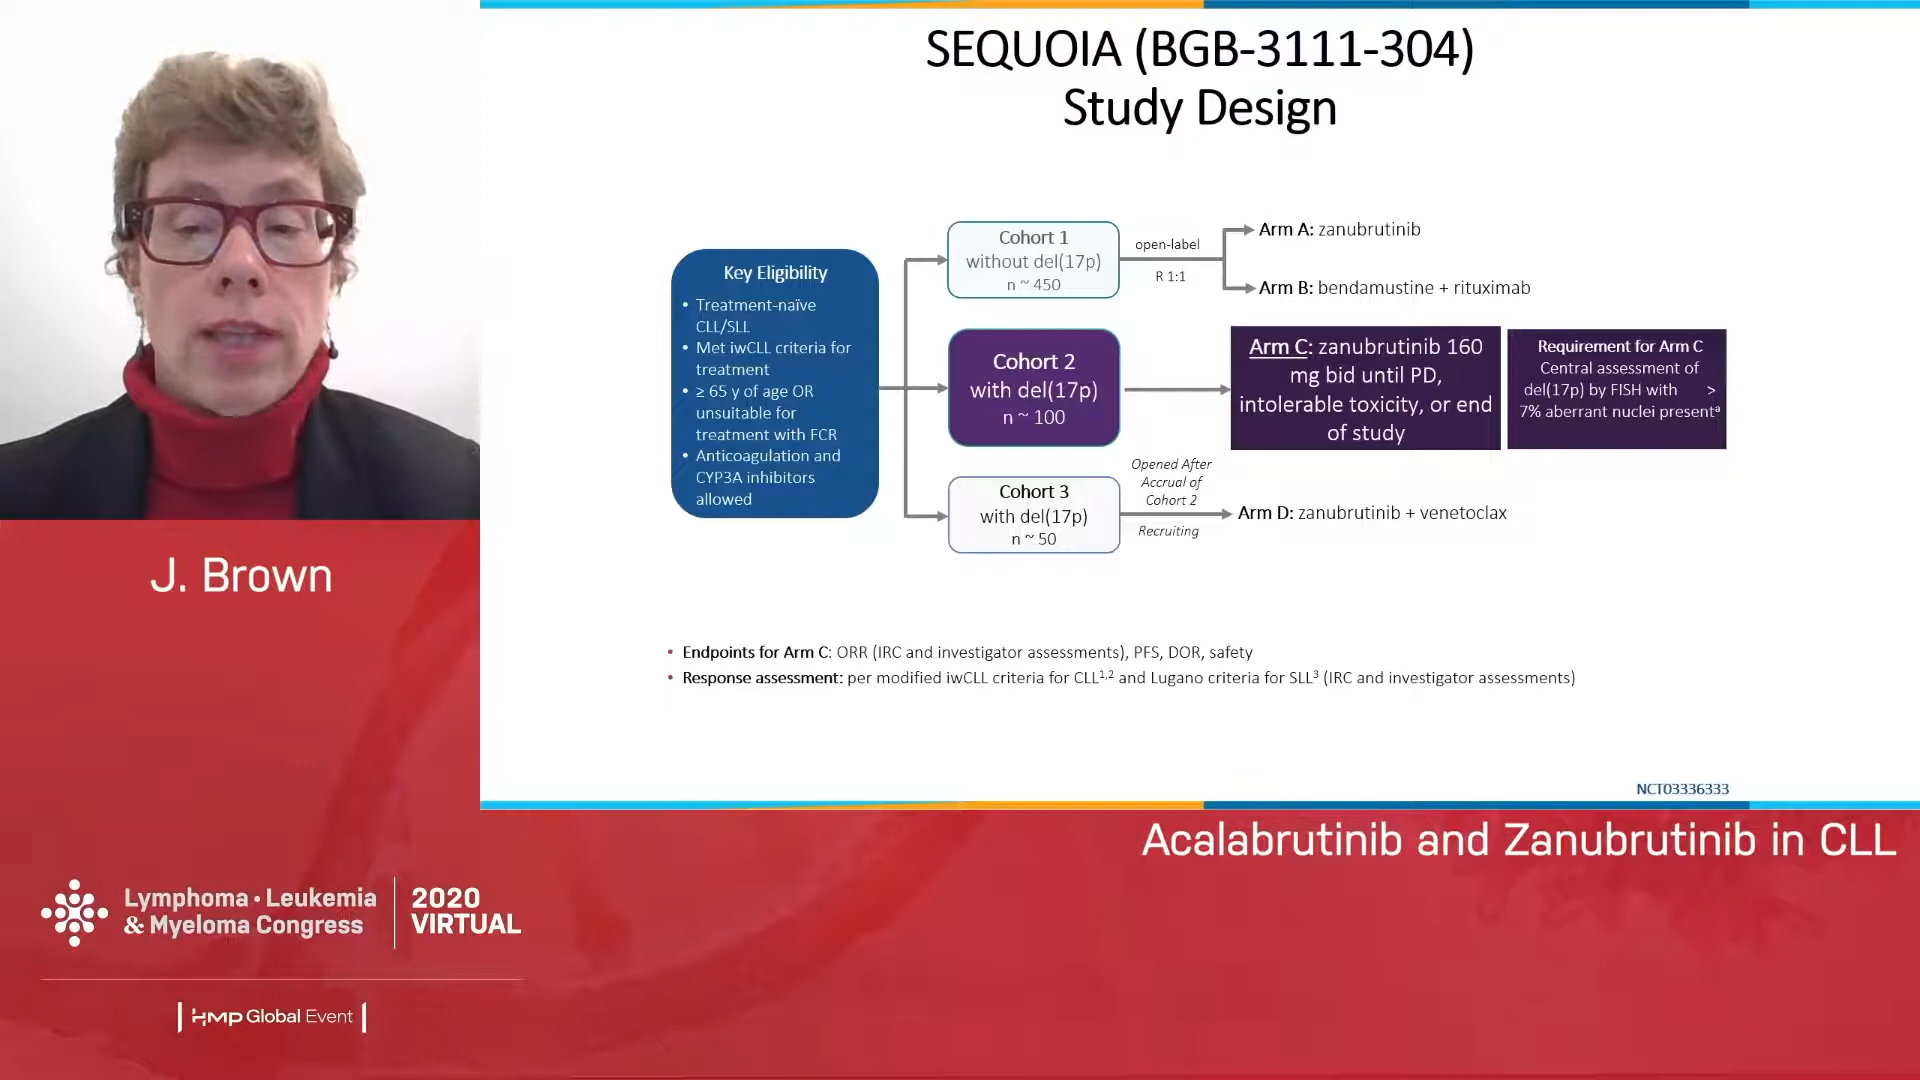 SEQUOIA (BGB-3111-304)
Study Design
Key Eligibility
• Treatment-naïve
CLL/SLL
• Met iwCLL criteria for
treatment
• ≥ 65 y of age OR
unsuitable for
treatment with FCR
• Anticoagulation and
CYP3A inhibitors
allowed
Cohort 1
without del(17p)
n ~ 450
open-label
R 1:1
Arm A: zanubrutinib
Arm B: bendamustine + rituximab
Cohort 2
with del(17p)
n ~ 100
Arm C: zanubrutinib 160
mg bid until PD,
intolerable toxicity, or end
of study
Requirement for Arm C
Central assessment of
del(17p) by FISH with >
7% aberrant nuclei presentᵃ
Cohort 3
with del(17p)
n ~ 50
Opened After
Accrual of
Cohort 2
Recruiting
Arm D: zanubrutinib + venetoclax
• Endpoints for Arm C: ORR (IRC and investigator assessments), PFS, DOR, safety
• Response assessment: per modified iwCLL criteria for CLL¹,² and Lugano criteria for SLL³ (IRC and investigator assessments)
NCT03336333
J. Brown
Acalabrutinib and Zanubrutinib in CLL
Lymphoma • Leukemia
& Myeloma Congress
2020
VIRTUAL
HMP Global Event